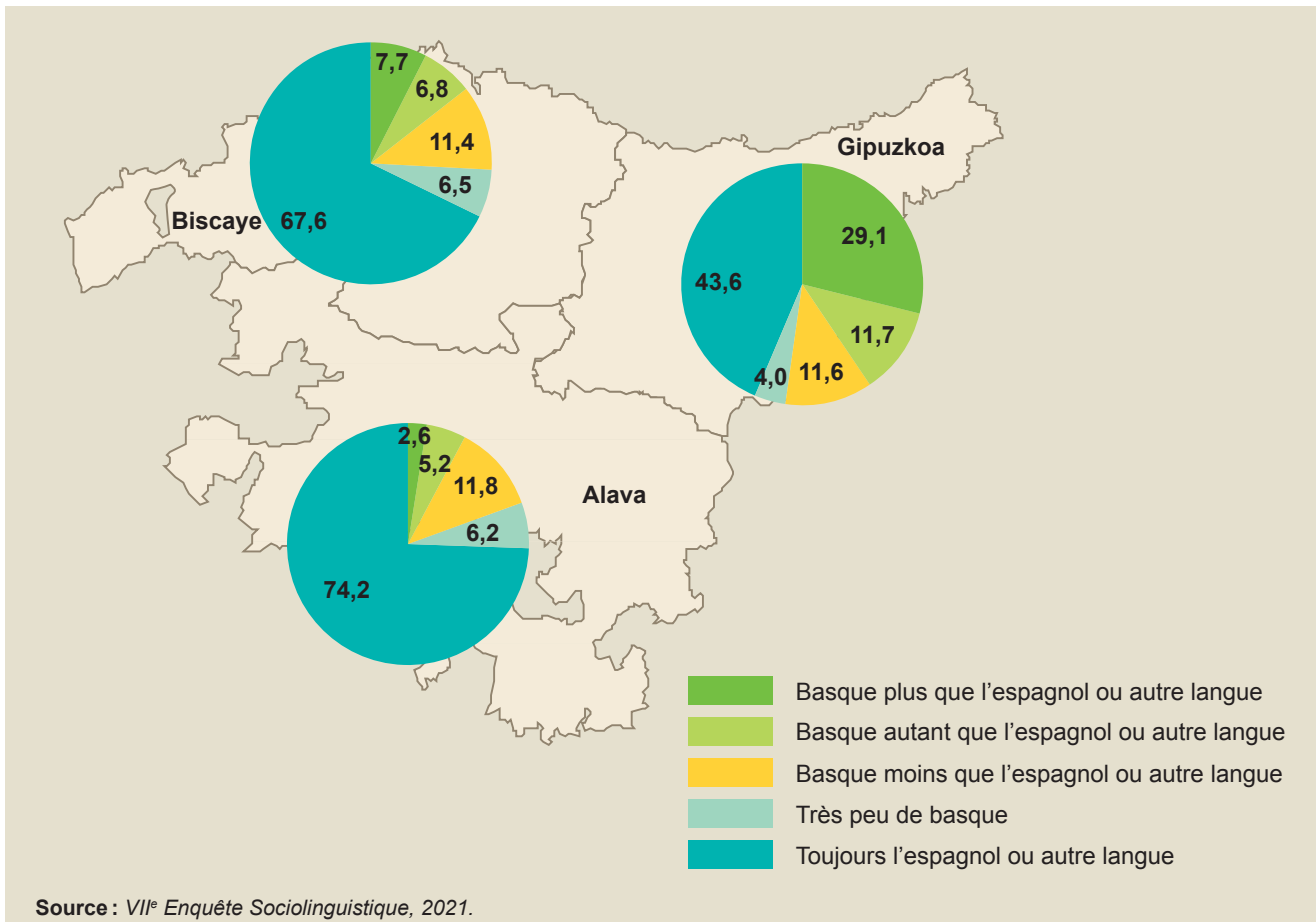 7,7
6,8
11,4
6,5
67,6
Biscaye
Gipuzkoa
29,1
11,7
11,6
4,0
43,6
2,6
5,2
11,8
6,2
74,2
Alava
Basque plus que l’espagnol ou autre langue
Basque autant que l’espagnol ou autre langue
Basque moins que l’espagnol ou autre langue
Très peu de basque
Toujours l’espagnol ou autre langue
Source : VIIe Enquête Sociolinguistique, 2021.